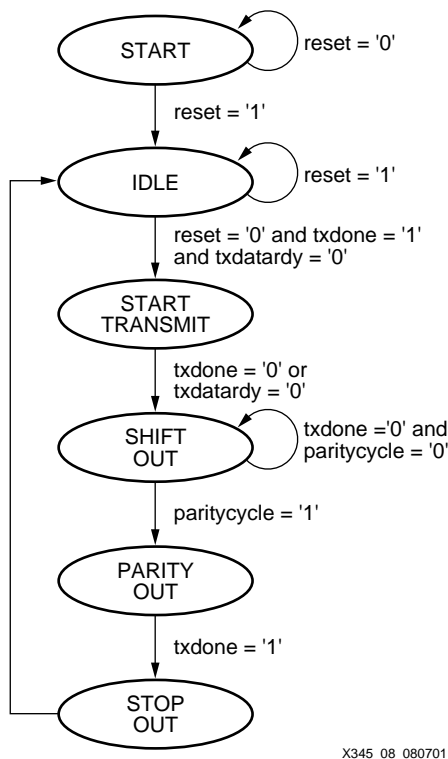 START
reset = '0'
reset = '1'
IDLE
reset = '1'
reset = '0' and txdone = '1'
and txdatardy = '0'
START
TRANSMIT
txdone = '0' or
txdatardy = '0'
SHIFT
OUT
txdone ='0' and
paritycycle = '0'
paritycycle = '1'
PARITY
OUT
txdone = '1'
STOP
OUT
X345_08_080701